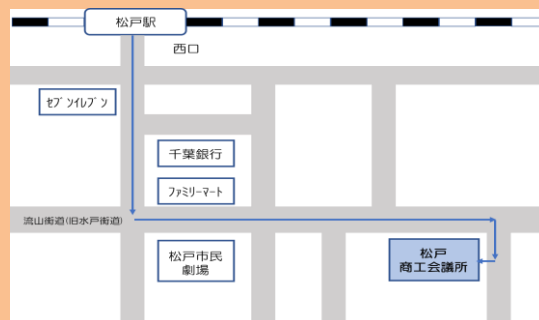 松戸駅
西口
ｾﾌﾞﾝｲﾚﾌﾞﾝ
千葉銀行
ﾌｧﾐﾘｰﾏｰﾄ
流山街道(旧水戸街道)
松戸市民
劇場
松戸
商工会議所